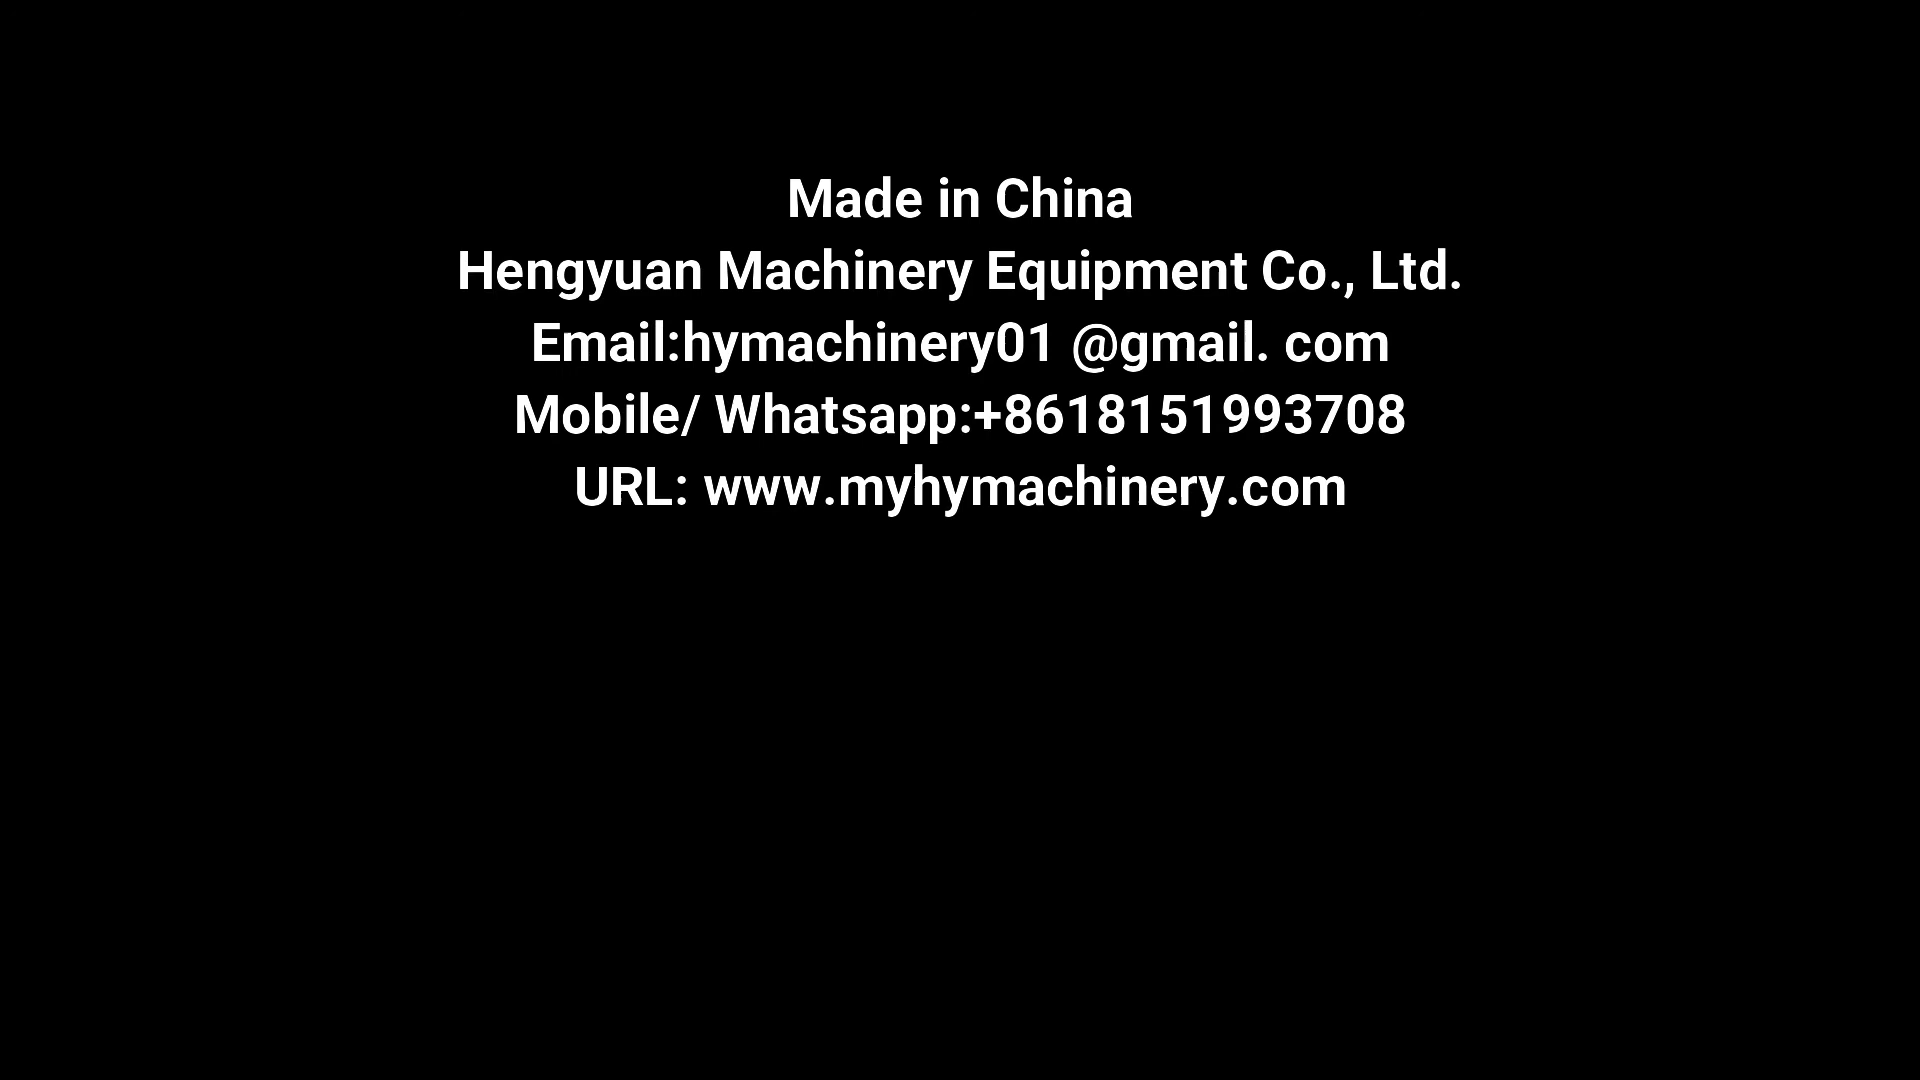 Made in China
Hengyuan Machinery Equipment Co., Ltd.
Email:hymachinery01 @gmail. com
Mobile/ Whatsapp:+8618151993708
URL: www.myhymachinery.com